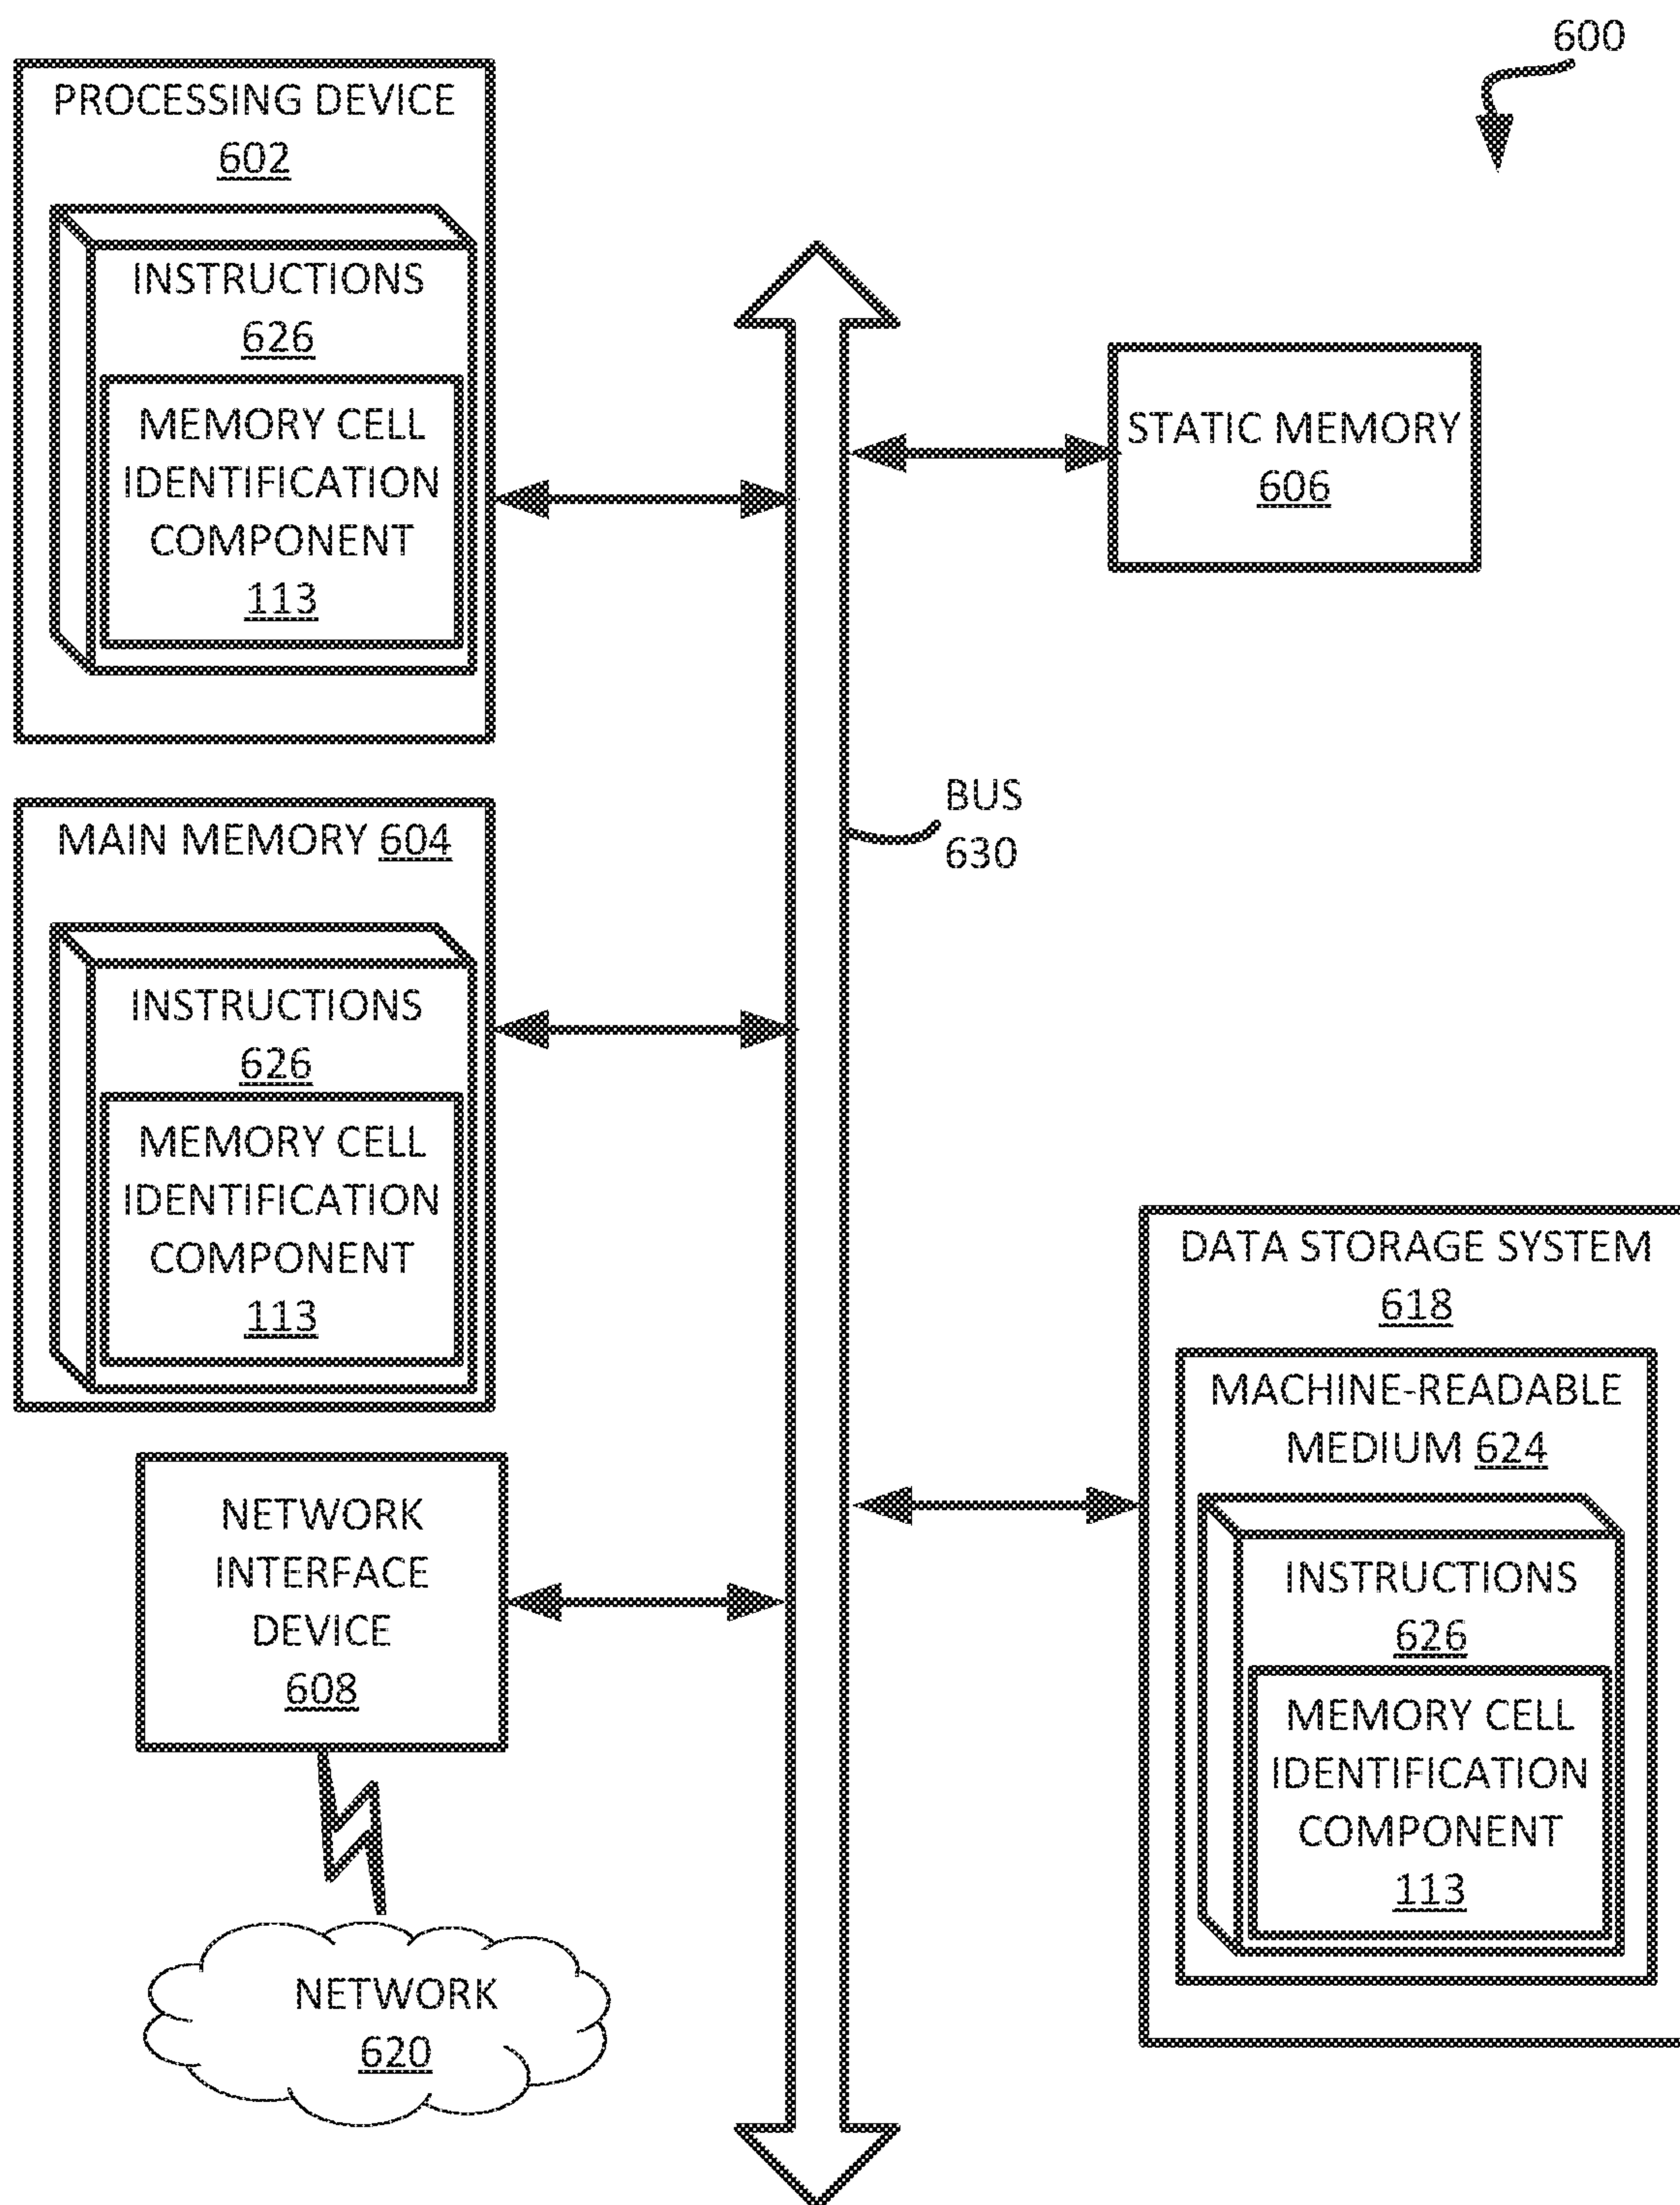 600
PROCESSING DEVICE
602
INSTRUCTIONS
626
MEMORY CELL
IDENTIFICATION
COMPONENT
113
STATIC MEMORY
606
BUS
630
MAIN MEMORY 604
INSTRUCTIONS
626
MEMORY CELL
IDENTIFICATION
COMPONENT
113
DATA STORAGE SYSTEM
618
MACHINE-READABLE
MEDIUM 624
INSTRUCTIONS
626
MEMORY CELL
IDENTIFICATION
COMPONENT
113
NETWORK
INTERFACE
DEVICE
608
NETWORK
620